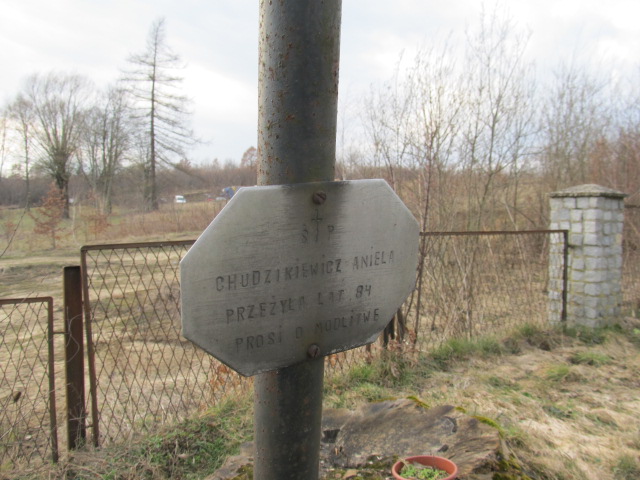 Ś P
CHUDZIKIEWICZ ANIELA
PRZEŻYŁA LAT 84
PROSI O MODLITWĘ